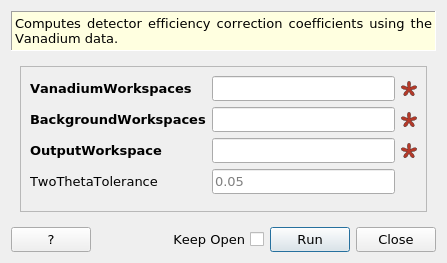 Computes detector efficiency correction coefficients using the
Vanadium data.
VanadiumWorkspaces
BackgroundWorkspaces
OutputWorkspace
TwoThetaTolerance 0.05
? Keep Open Run Close